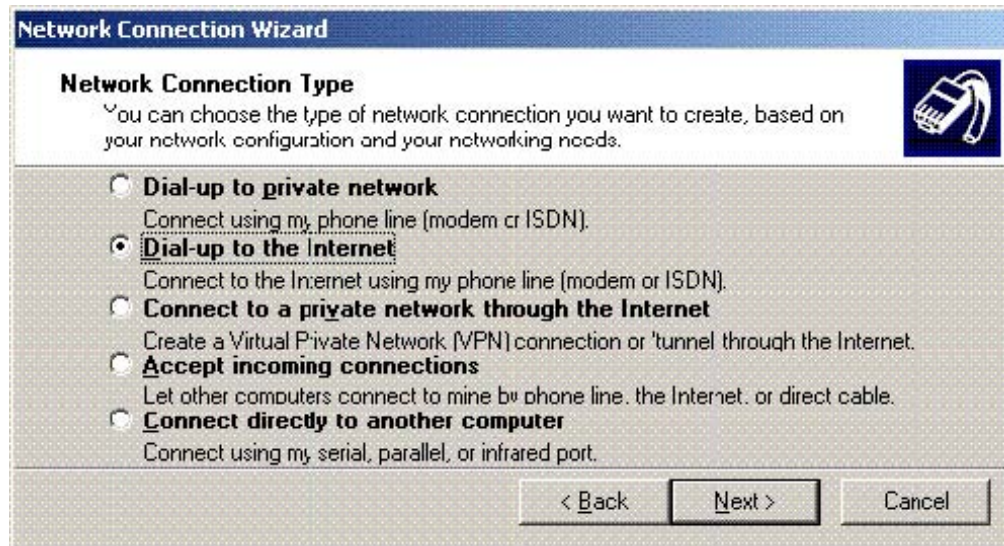 Network Connection Wizard
Network Connection Type
You can choose the type of network connection you want to create, based on
your network configuration and your networking needs.
Dial-up to private network
Connect using my phone line (modem or ISDN).
Dial-up to the Internet
Connect to the Internet using my phone line (modem or ISDN).
Connect to a private network through the Internet
Create a Virtual Private Network (VPN) connection or 'tunnel through the Internet.
Accept incoming connections
Let other computers connect to mine by phone line, the Internet, or direct cable.
Connect directly to another computer
Connect using my serial, parallel, or infrared port.
< Back Next > Cancel